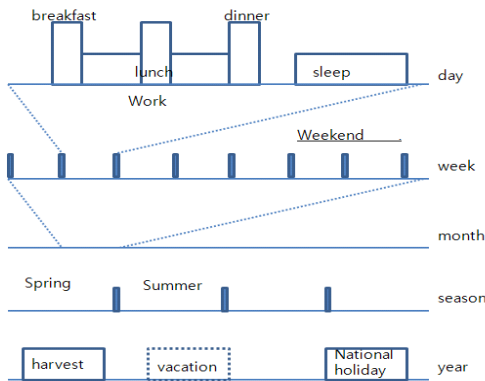 breakfast dinner
lunch sleep day
Work
Weekend
week
month
Spring Summer season
harvest vacation National holiday year